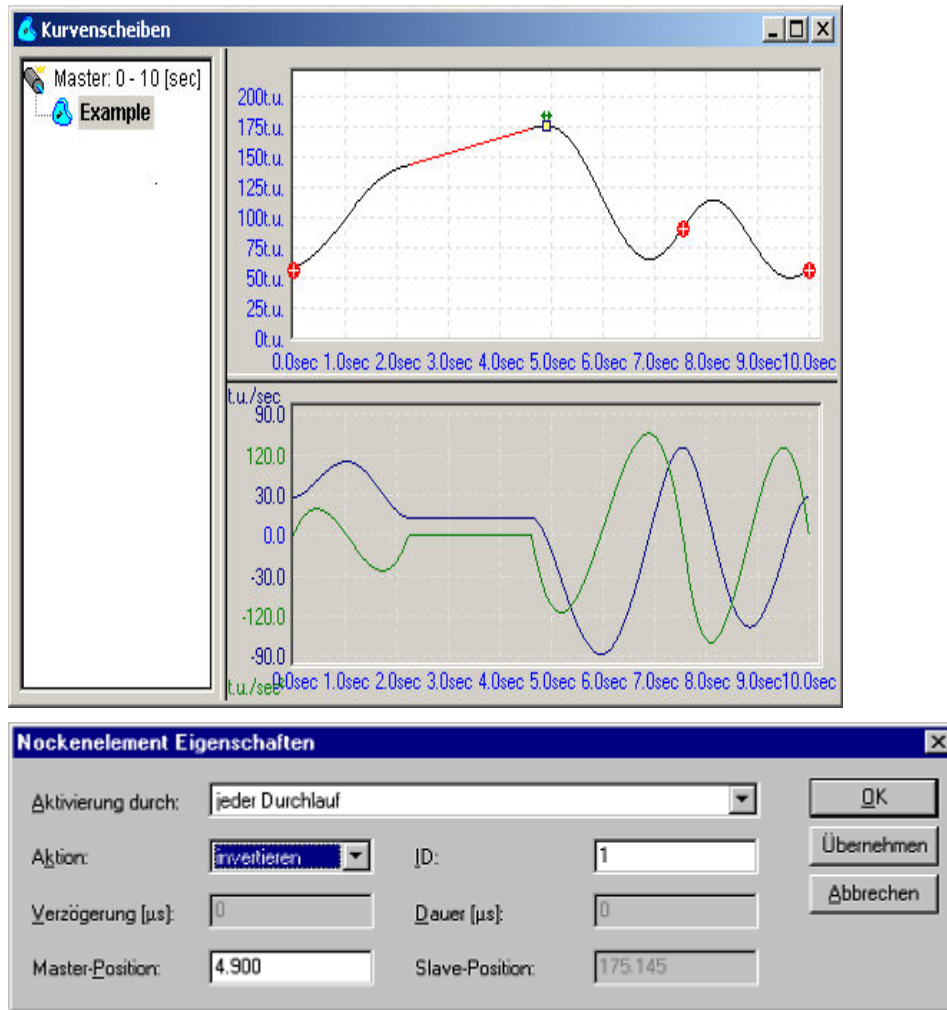 Kurvenscheiben
Master: 0 - 10 [sec]
Example
200t.u.
175t.u.
150t.u.
125t.u.
100t.u.
75t.u.
50t.u.
25t.u.
0t.u.
0.0sec 1.0sec 2.0sec 3.0sec 4.0sec 5.0sec 6.0sec 7.0sec 8.0sec 9.0sec10.0sec
t.u./sec
90.0
120.0
30.0
0.0
-30.0
-120.0
-90.0
t.u./sec²
0.0sec 1.0sec 2.0sec 3.0sec 4.0sec 5.0sec 6.0sec 7.0sec 8.0sec 9.0sec10.0sec
Nockenelement Eigenschaften
Aktivierung durch: jeder Durchlauf
OK
Aktion: invertieren ID: 1
Übernehmen
Verzögerung [µs]: 0 Dauer [µs]: 0
Abbrechen
Master-Position: 4.900 Slave-Position: 175.145